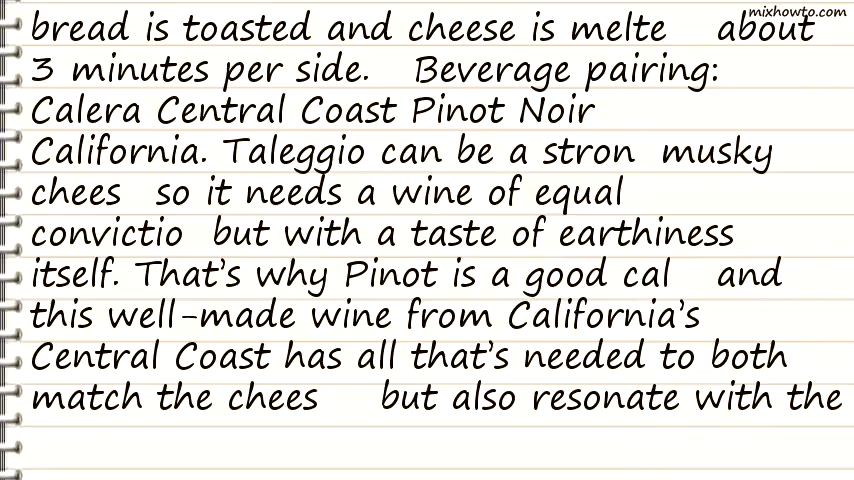 mixhowto.com
bread is toasted and cheese is melte about
3 minutes per side. Beverage pairing:
Calera Central Coast Pinot Noir
California. Taleggio can be a stron musky
chees so it needs a wine of equal
convictio but with a taste of earthiness
itself. That's why Pinot is a good cal and
this well-made wine from California's
Central Coast has all that's needed to both
match the chees but also resonate with the